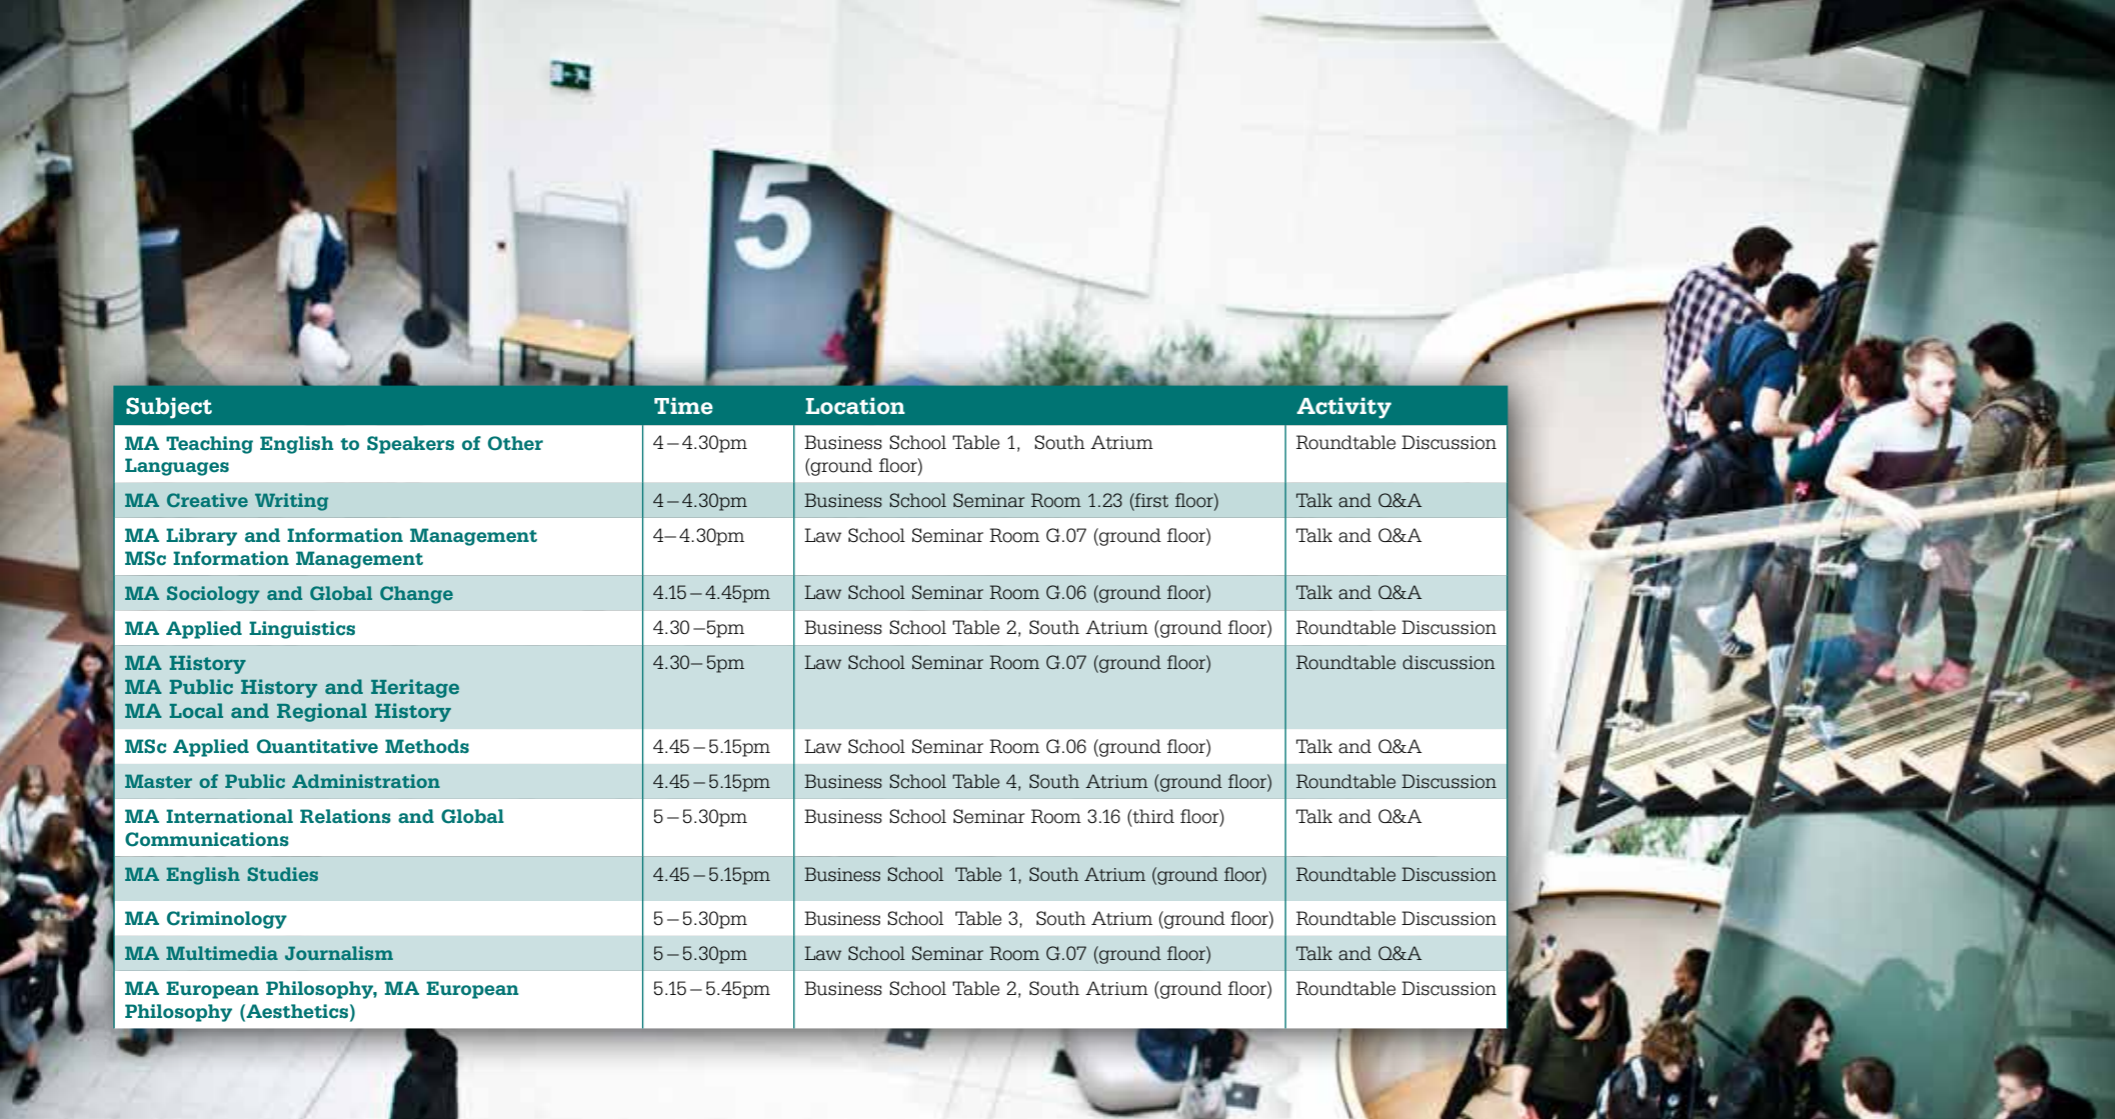 5
Subject Time Location Activity
MA Teaching English to Speakers of Other 4–4.30pm Business School Table 1, South Atrium Roundtable Discussion
Languages (ground floor)
MA Creative Writing 4–4.30pm Business School Seminar Room 1.23 (first floor) Talk and Q&A
MA Library and Information Management 4–4.30pm Law School Seminar Room G.07 (ground floor) Talk and Q&A
MSc Information Management
MA Sociology and Global Change 4.15–4.45pm Law School Seminar Room G.06 (ground floor) Talk and Q&A
MA Applied Linguistics 4.30–5pm Business School Table 2, South Atrium (ground floor) Roundtable Discussion
MA History 4.30–5pm Law School Seminar Room G.07 (ground floor) Roundtable discussion
MA Public History and Heritage
MA Local and Regional History
MSc Applied Quantitative Methods 4.45–5.15pm Law School Seminar Room G.06 (ground floor) Talk and Q&A
Master of Public Administration 4.45–5.15pm Business School Table 4, South Atrium (ground floor) Roundtable Discussion
MA International Relations and Global 5–5.30pm Business School Seminar Room 3.16 (third floor) Talk and Q&A
Communications
MA English Studies 4.45–5.15pm Business School Table 1, South Atrium (ground floor) Roundtable Discussion
MA Criminology 5–5.30pm Business School Table 3, South Atrium (ground floor) Roundtable Discussion
MA Multimedia Journalism 5–5.30pm Law School Seminar Room G.07 (ground floor) Talk and Q&A
MA European Philosophy, MA European 5.15–5.45pm Business School Table 2, South Atrium (ground floor) Roundtable Discussion
Philosophy (Aesthetics)